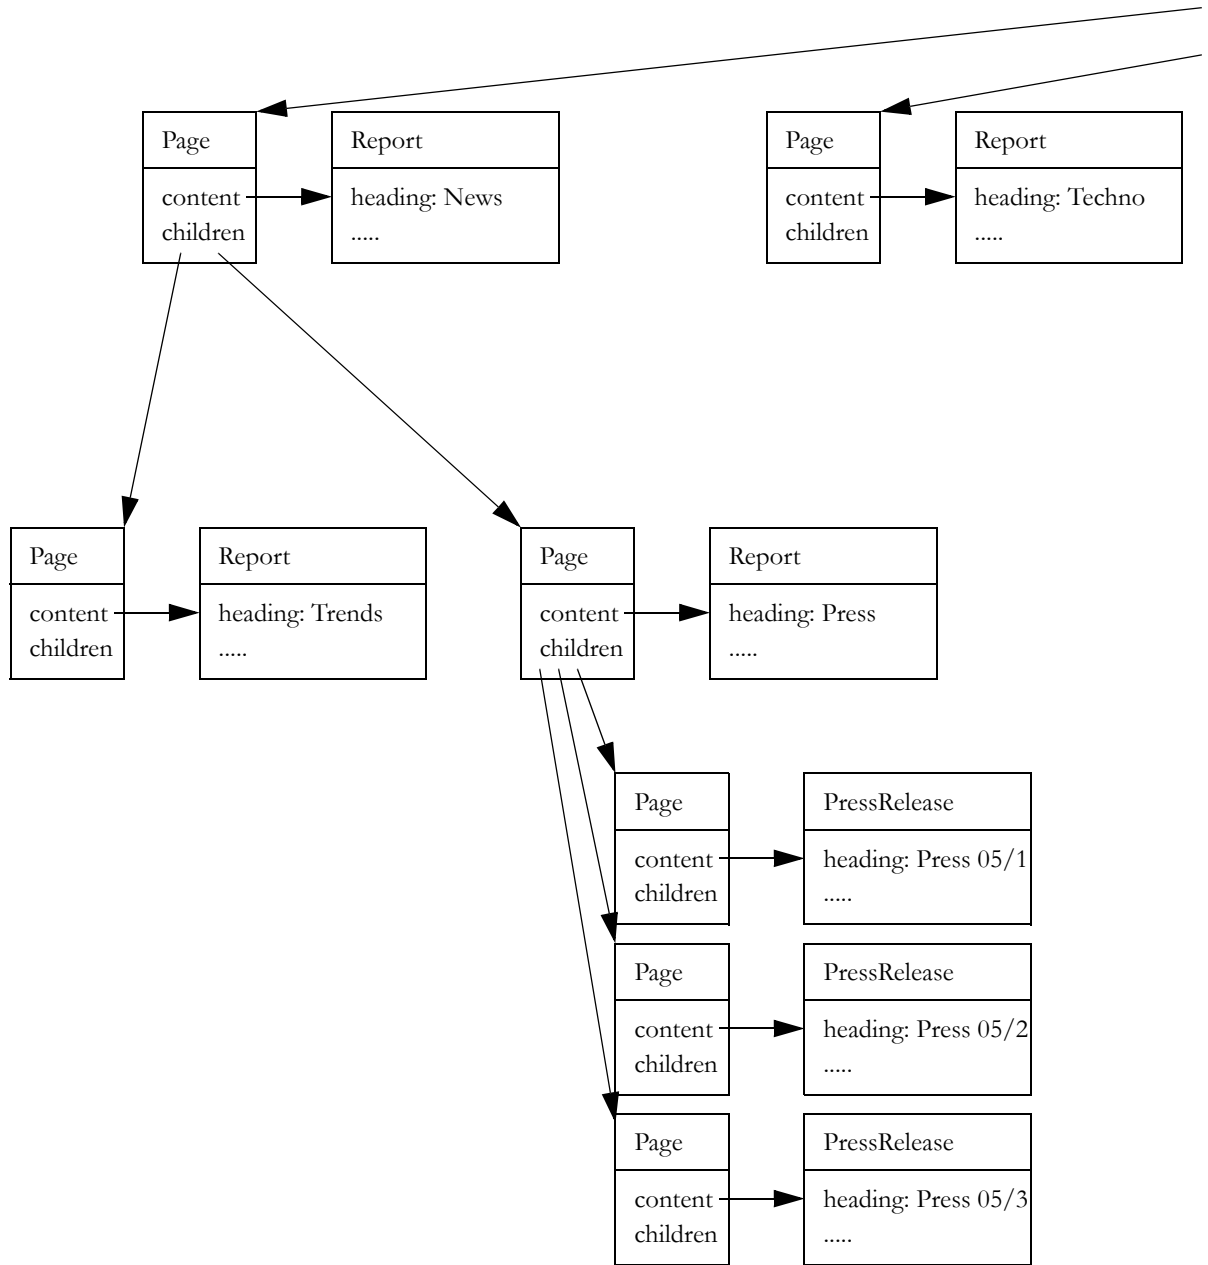 Page
Report
content
heading: News
children
.....
Page
Report
content
heading: Techno
children
.....
Page
Report
content
heading: Trends
children
.....
Page
Report
content
heading: Press
children
.....
Page
PressRelease
content
heading: Press 05/1
children
.....
Page
PressRelease
content
heading: Press 05/2
children
.....
Page
PressRelease
content
heading: Press 05/3
children
.....